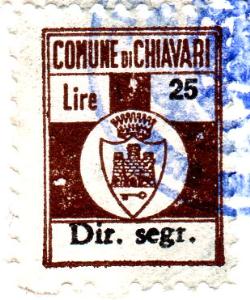 COMUNE DI CHIAVARI
Lire 25
Dir. segr.